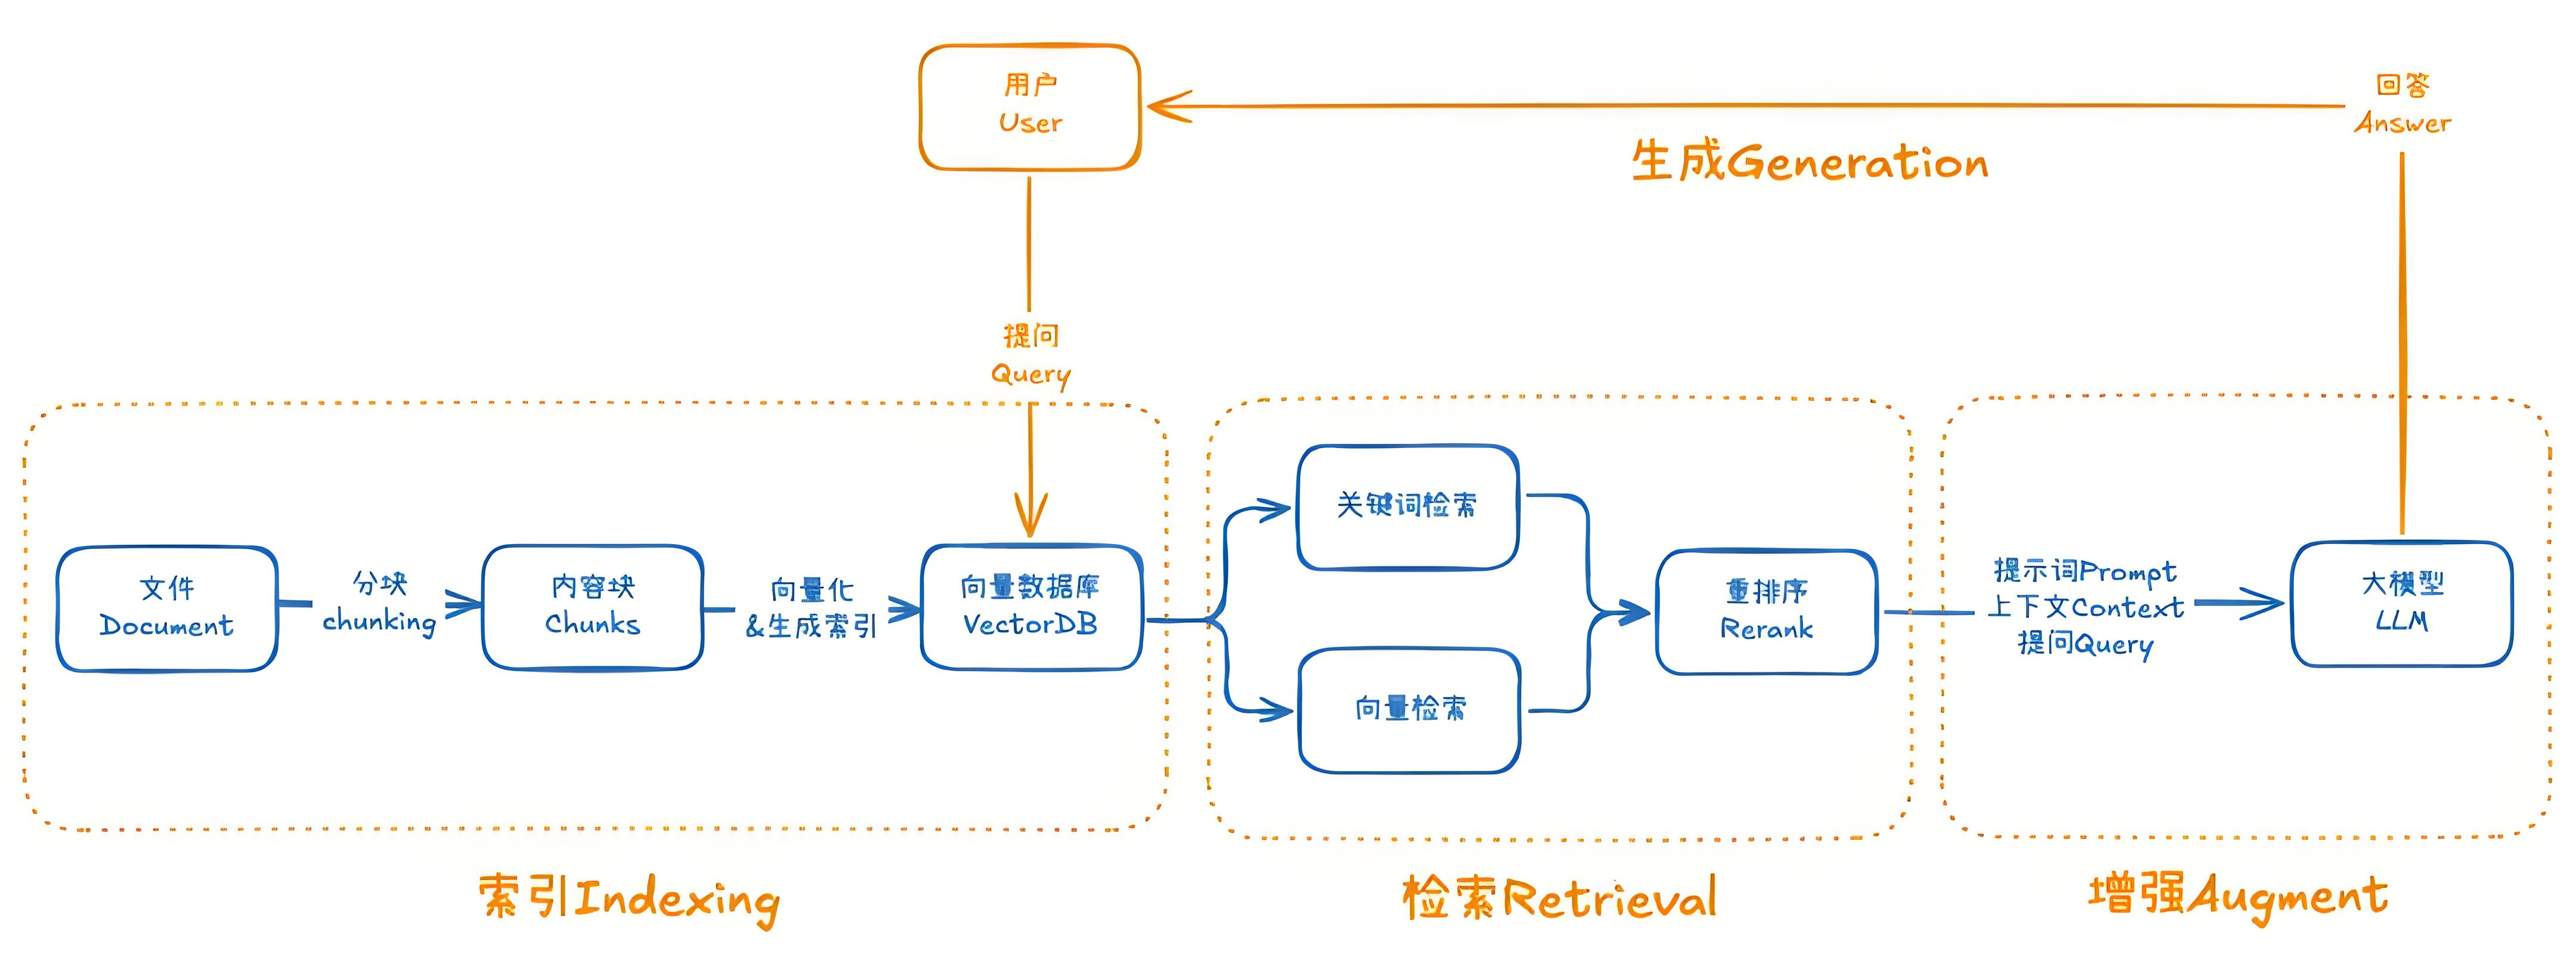 用户
User
回答
Answer
生成Generation
提问
Query
文件
Document
分块
chunking
内容块
Chunks
向量化
&生成索引
向量数据库
VectorDB
关键词检索
向量检索
重排序
Rerank
提示词Prompt
上下文Context
提问Query
大模型
LLM
索引Indexing
检索Retrieval
增强Augment